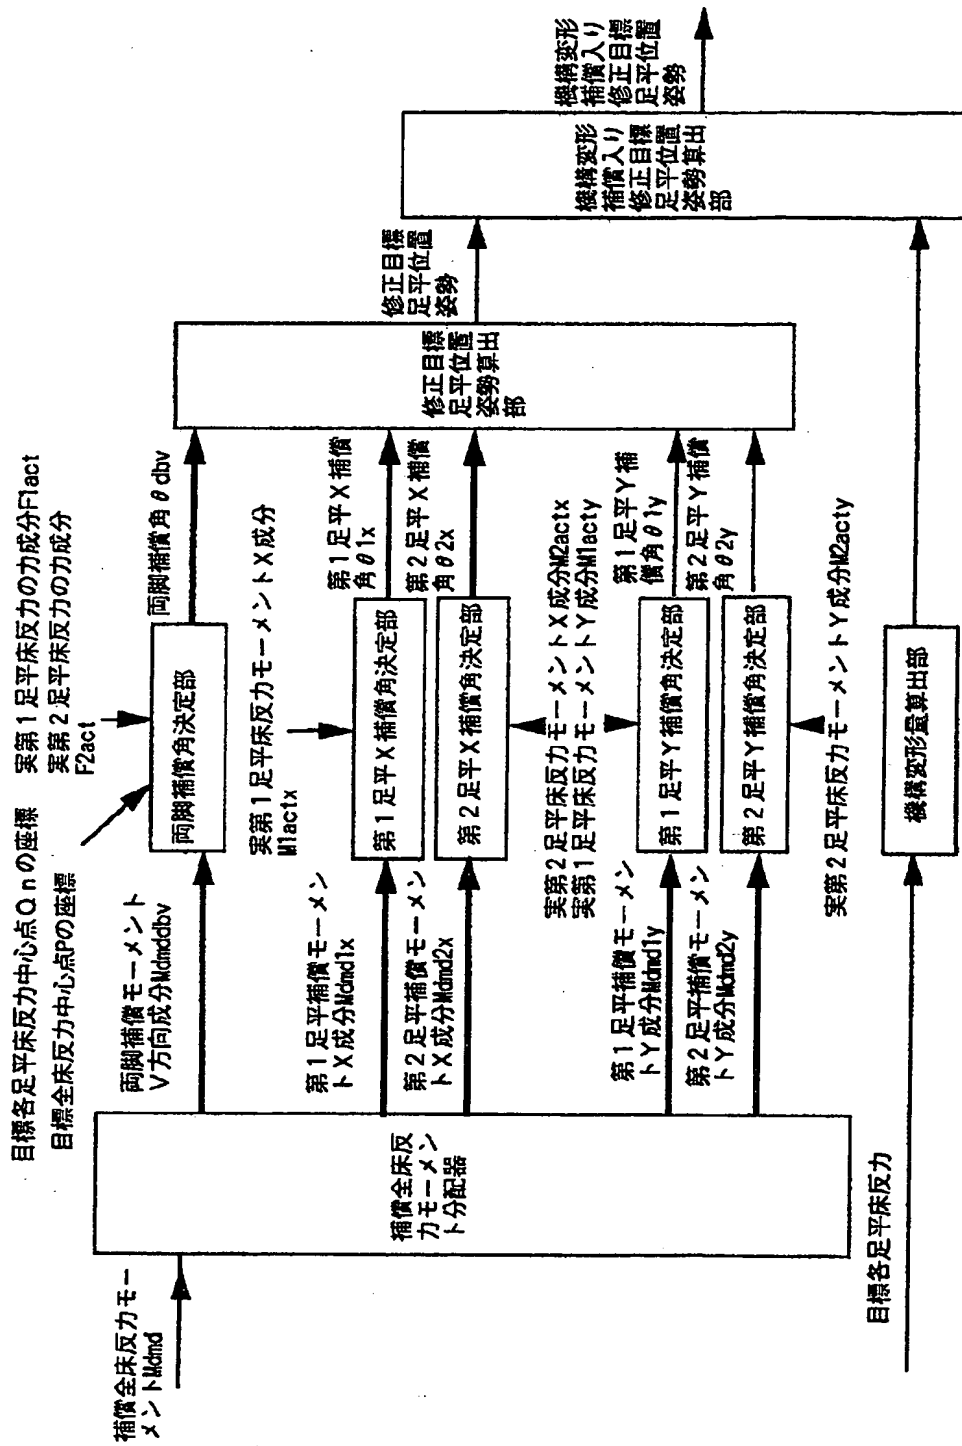 目標各足平床反力中心点Qnの座標
目標全床反力中心点Pの座標
実第1足平床反力の力成分F1act
実第2足平床反力の力成分
F2act
補償全床反力モー
メントMdmd
補償全床反
力モーメン
ト分配器
両脚補償モーメント
V方向成分Mdmddbv
両脚補償角決定部
両脚補償角θdbv
実第1足平床反力モーメントX成分
M1actx
第1足平補償モーメン
トX成分Mdmd1x
第1足平X補償角決定部
第1足平X補償
角θ1x
第2足平補償モーメン
トX成分Mdmd2x
第2足平X補償角決定部
第2足平X補償
角θ2x
実第2足平床反力モーメントX成分M2actx
実第1足平床反力モーメントY成分M1acty
第1足平補償モーメン
トY成分Mdmd1y
第1足平Y補償角決定部
第1足平Y補
償角θ1y
第2足平補償モーメン
トY成分Mdmd2y
第2足平Y補償角決定部
第2足平Y補償
角θ2y
実第2足平床反力モーメントY成分M2acty
修正目標
足平位置
姿勢算出
部
修正目標
足平位置
姿勢
目標各足平床反力
機構変形量算出部
機構変形
補償入り
修正目標
足平位置
姿勢算出
部
機構変形
補償入り
修正目標
足平位置
姿勢